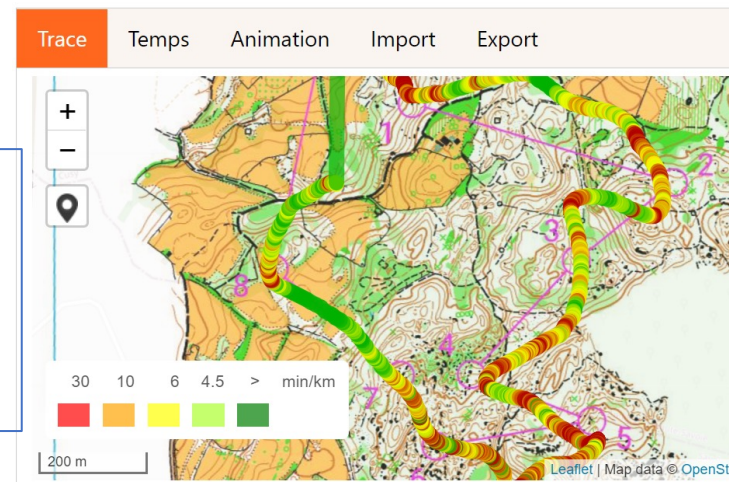 Trace Temps Animation Import Export
+
−
1
2
3
8
4
7
5
30 10 6 4.5 > min/km
200 m
Leaflet | Map data © OpenSt